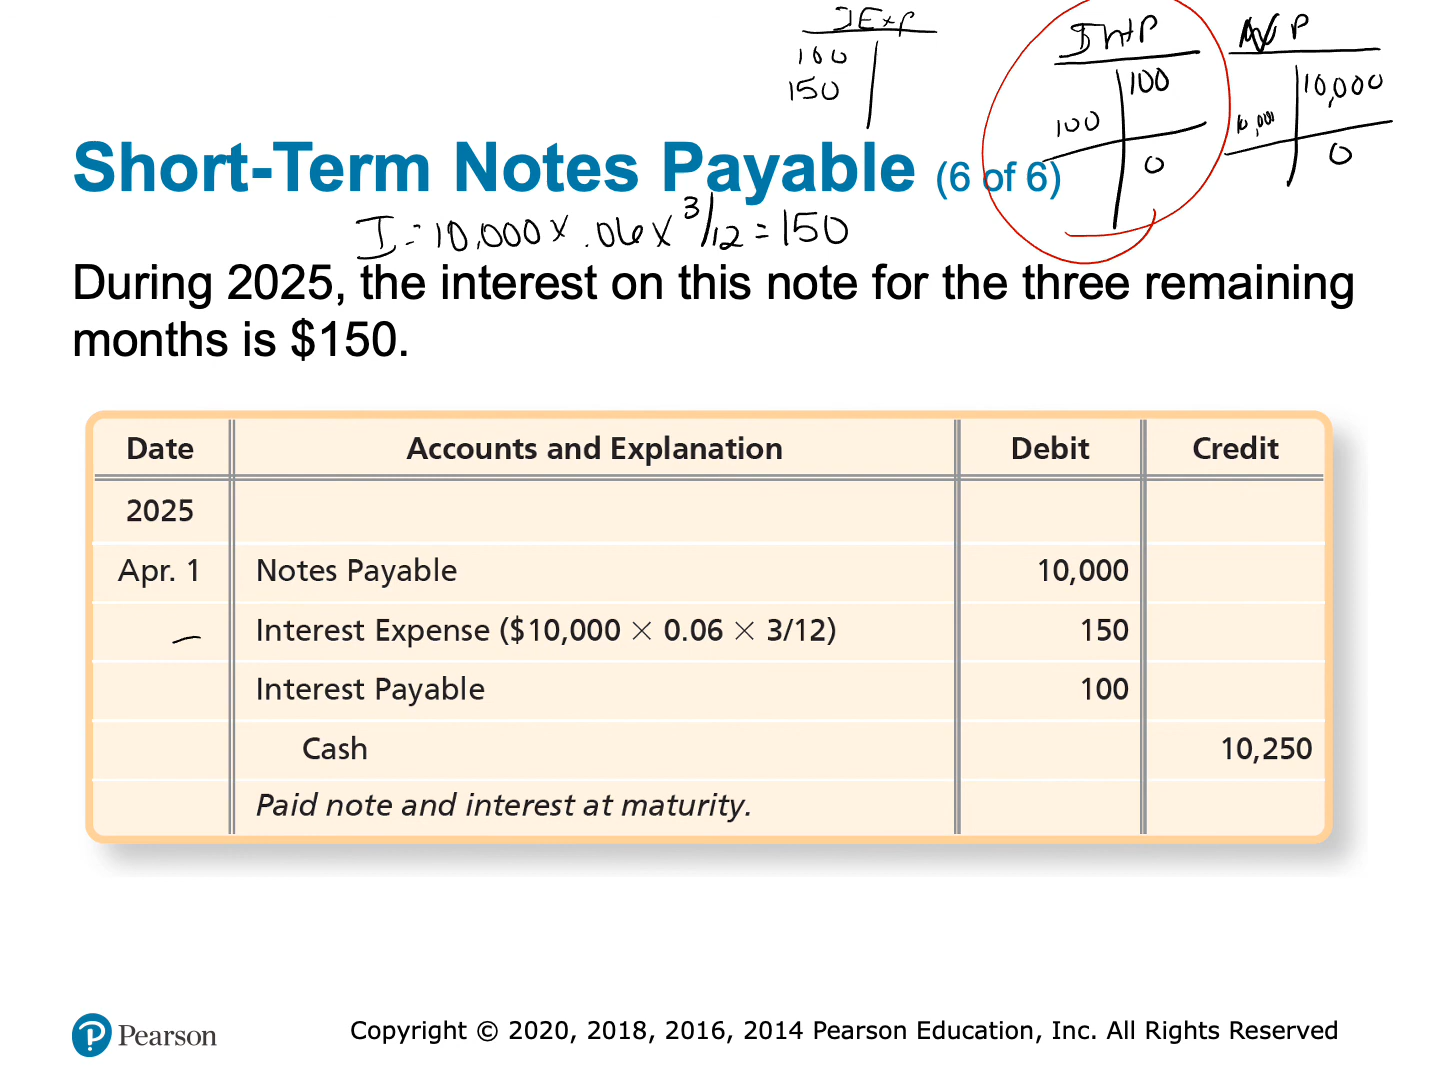 I Exp
100
150
Int P
100
100
0
N P
10,000
10,000
0
Short-Term Notes Payable (6 of 6)
I = 10,000 x .06 x 3/12 = 150
During 2025, the interest on this note for the three remaining
months is $150.
Date Accounts and Explanation Debit Credit
2025
Apr. 1 Notes Payable 10,000
Interest Expense ($10,000 × 0.06 × 3/12) 150
Interest Payable 100
Cash 10,250
Paid note and interest at maturity.
Pearson
Copyright © 2020, 2018, 2016, 2014 Pearson Education, Inc. All Rights Reserved